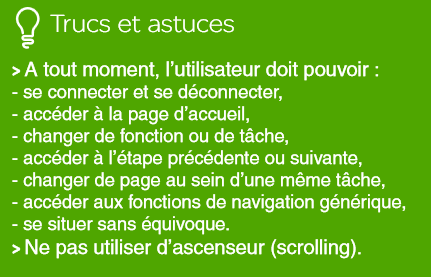 Trucs et astuces
> A tout moment, l'utilisateur doit pouvoir :
- se connecter et se déconnecter,
- accéder à la page d'accueil,
- changer de fonction ou de tâche,
- accéder à l'étape précédente ou suivante,
- changer de page au sein d'une même tâche,
- accéder aux fonctions de navigation générique,
- se situer sans équivoque.
> Ne pas utiliser d'ascenseur (scrolling).